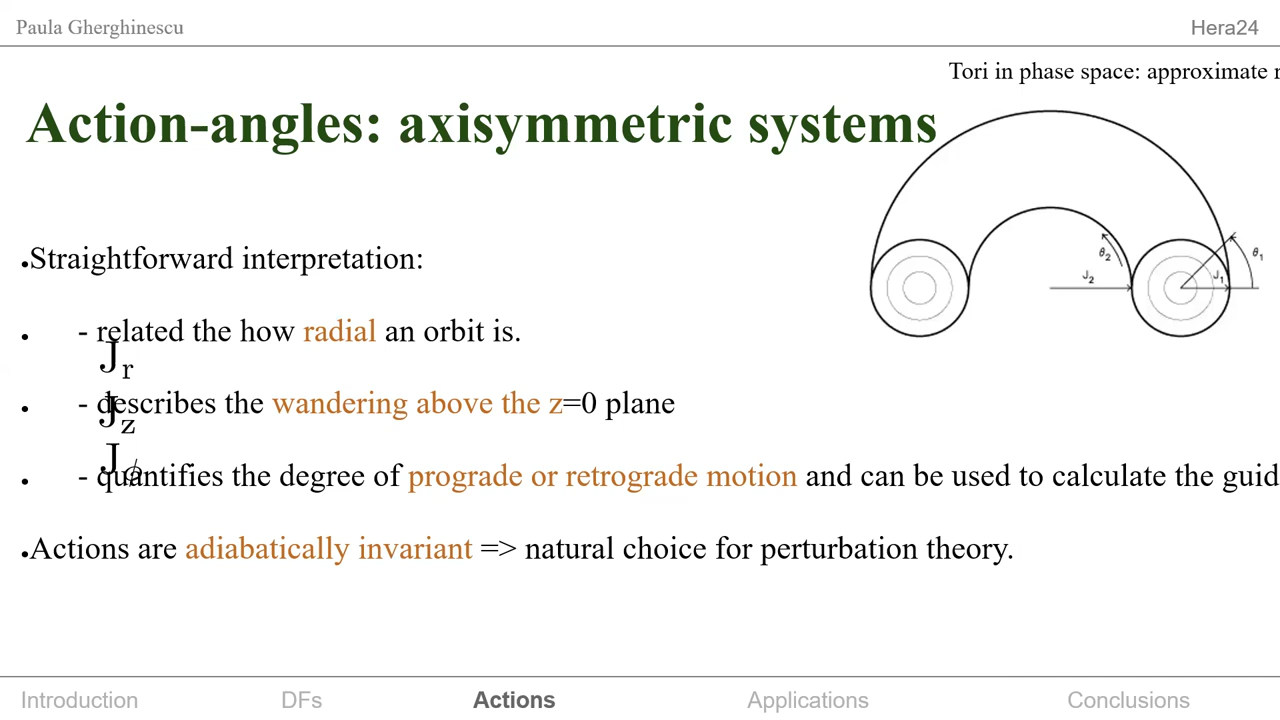 Paula Gherghinescu
Hera24
Tori in phase space: approximate
Action-angles: axisymmetric systems
θ₂
J₂
J₁
θ₁
•Straightforward interpretation:
• - related the how radial an orbit is.
Jr
• - describes the wandering above the z=0 plane
Jz
• - quantifies the degree of prograde or retrograde motion and can be used to calculate the
Jϕ
•Actions are adiabatically invariant => natural choice for perturbation theory.
Introduction
DFs
Actions
Applications
Conclusions